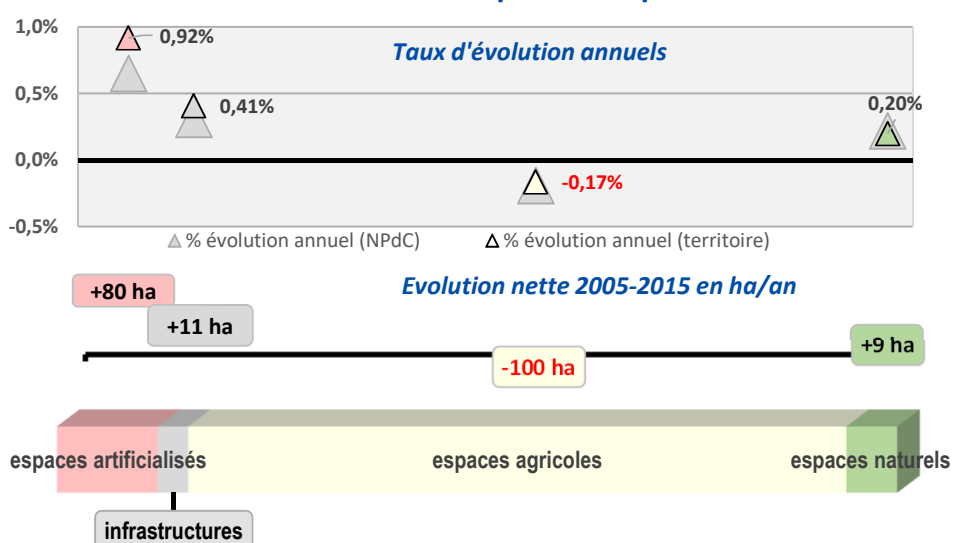 1,0%
0,92%
Taux d'évolution annuels
0,5%
0,41%
0,20%
0,0%
-0,17%
-0,5%
% évolution annuel (NPdC)
% évolution annuel (territoire)
Evolution nette 2005-2015 en ha/an
+80 ha
+11 ha
+9 ha
-100 ha
espaces artificialisés
espaces agricoles
espaces naturels
infrastructures